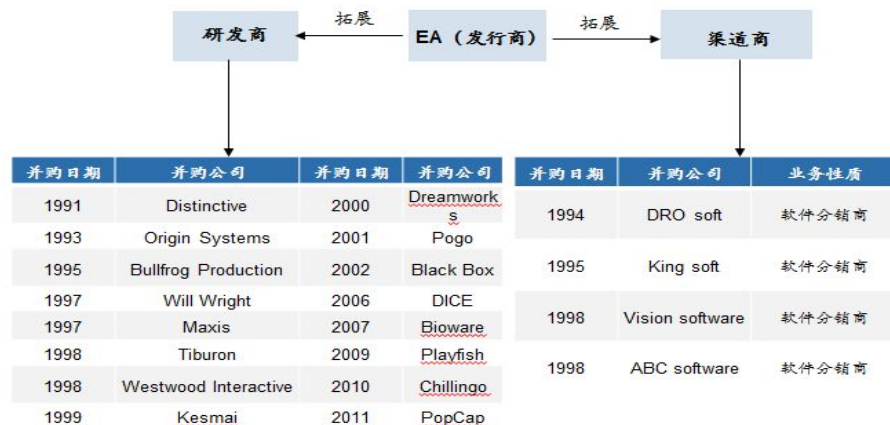 研发商 拓展 EA（发行商） 拓展 渠道商
并购日期 并购公司 并购日期 并购公司
1991 Distinctive 2000 Dreamwork
s
1993 Origin Systems 2001 Pogo
1995 Bullfrog Production 2002 Black Box
1997 Will Wright 2006 DICE
1997 Maxis 2007 Bioware
1998 Tiburon 2009 Playfish
1998 Westwood Interactive 2010 Chillingo
1999 Kesmai 2011 PopCap
并购日期 并购公司 业务性质
1994 DRO soft 软件分销商
1995 King soft 软件分销商
1998 Vision software 软件分销商
1998 ABC software 软件分销商